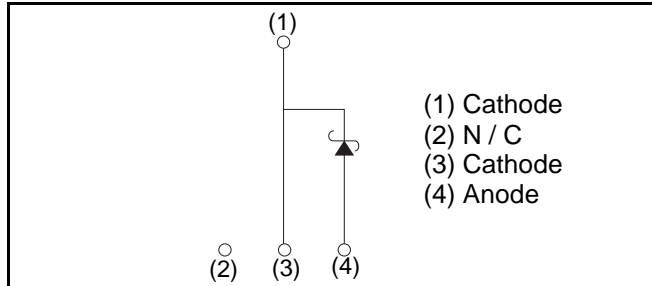 (1)
(1) Cathode
(2) N / C
(3) Cathode
(4) Anode
(2) (3) (4)